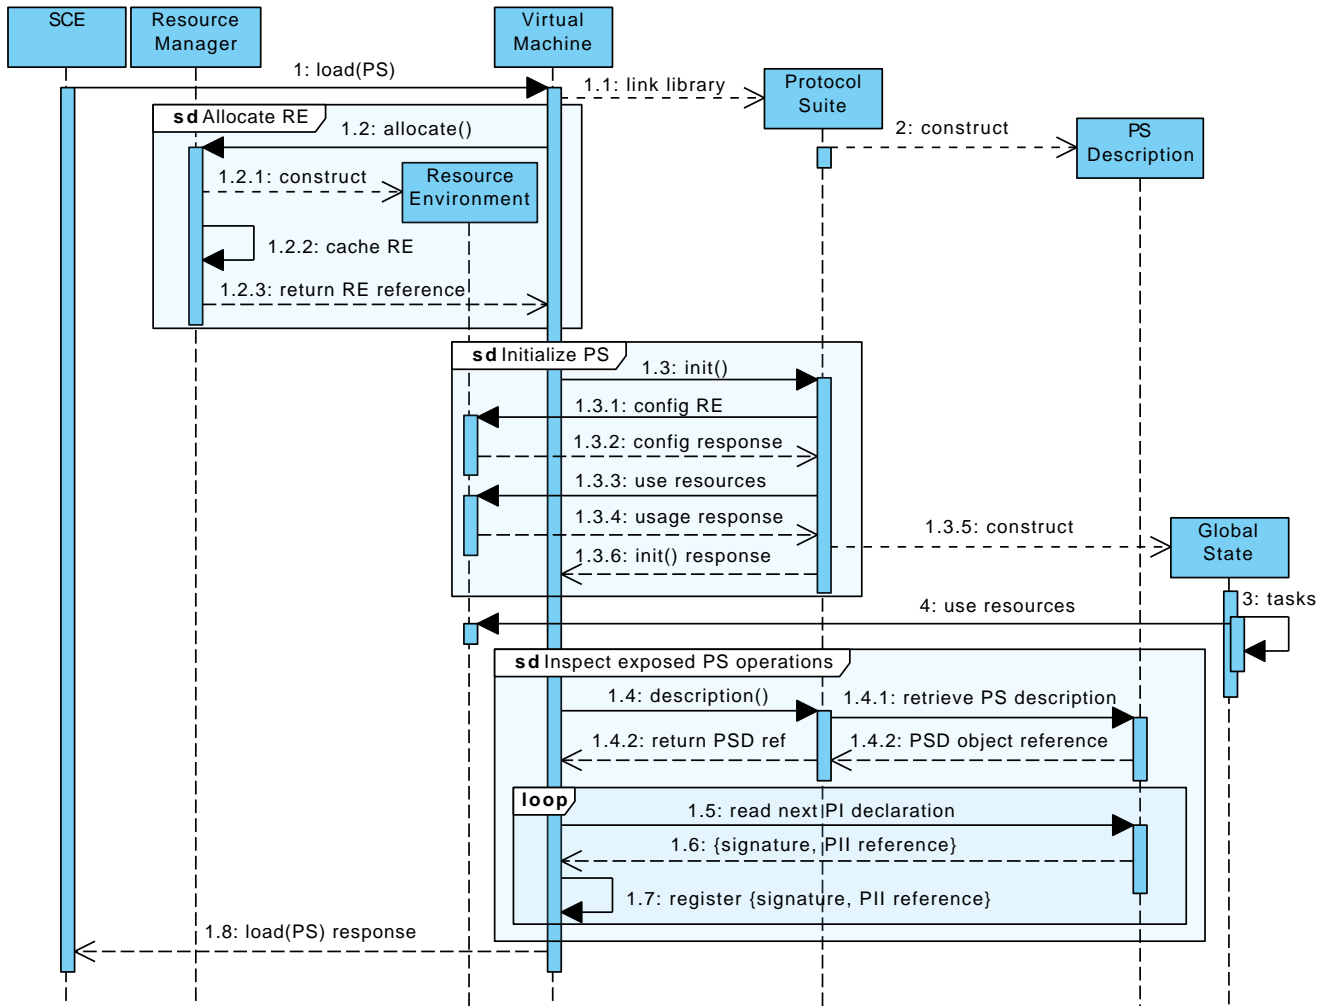 SCE
Resource
Manager
Virtual
Machine
1: load(PS)
1.1: link library
Protocol
Suite
sd Allocate RE
1.2: allocate()
2: construct
PS
Description
1.2.1: construct
Resource
Environment
1.2.2: cache RE
1.2.3: return RE reference
sd Initialize PS
1.3: init()
1.3.1: config RE
1.3.2: config response
1.3.3: use resources
1.3.4: usage response
1.3.5: construct
Global
State
1.3.6: init() response
3: tasks
4: use resources
sd Inspect exposed PS operations
1.4: description()
1.4.1: retrieve PS description
1.4.2: return PSD ref
1.4.2: PSD object reference
loop
1.5: read next PI declaration
1.6: {signature, PII reference}
1.7: register {signature, PII reference}
1.8: load(PS) response